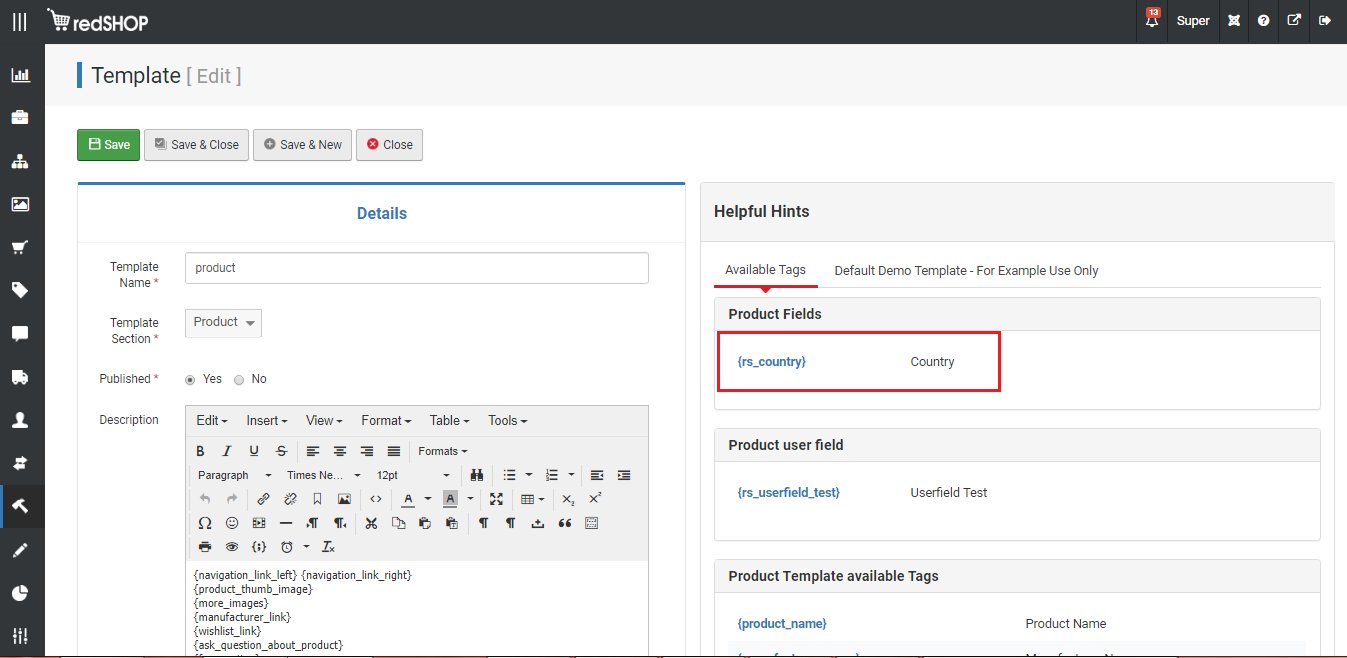 redSHOP
13
Super
Template [ Edit ]
Save
Save & Close
Save & New
Close
Details
Template
Name *
product
Template
Section *
Product
Published *
Yes
No
Description
Edit
Insert
View
Format
Table
Tools
Formats
Paragraph
Times Ne...
12pt
{navigation_link_left} {navigation_link_right}
{product_thumb_image}
{more_images}
{manufacturer_link}
{wishlist_link}
{ask_question_about_product}
Helpful Hints
Available Tags
Default Demo Template - For Example Use Only
Product Fields
{rs_country}
Country
Product user field
{rs_userfield_test}
Userfield Test
Product Template available Tags
{product_name}
Product Name